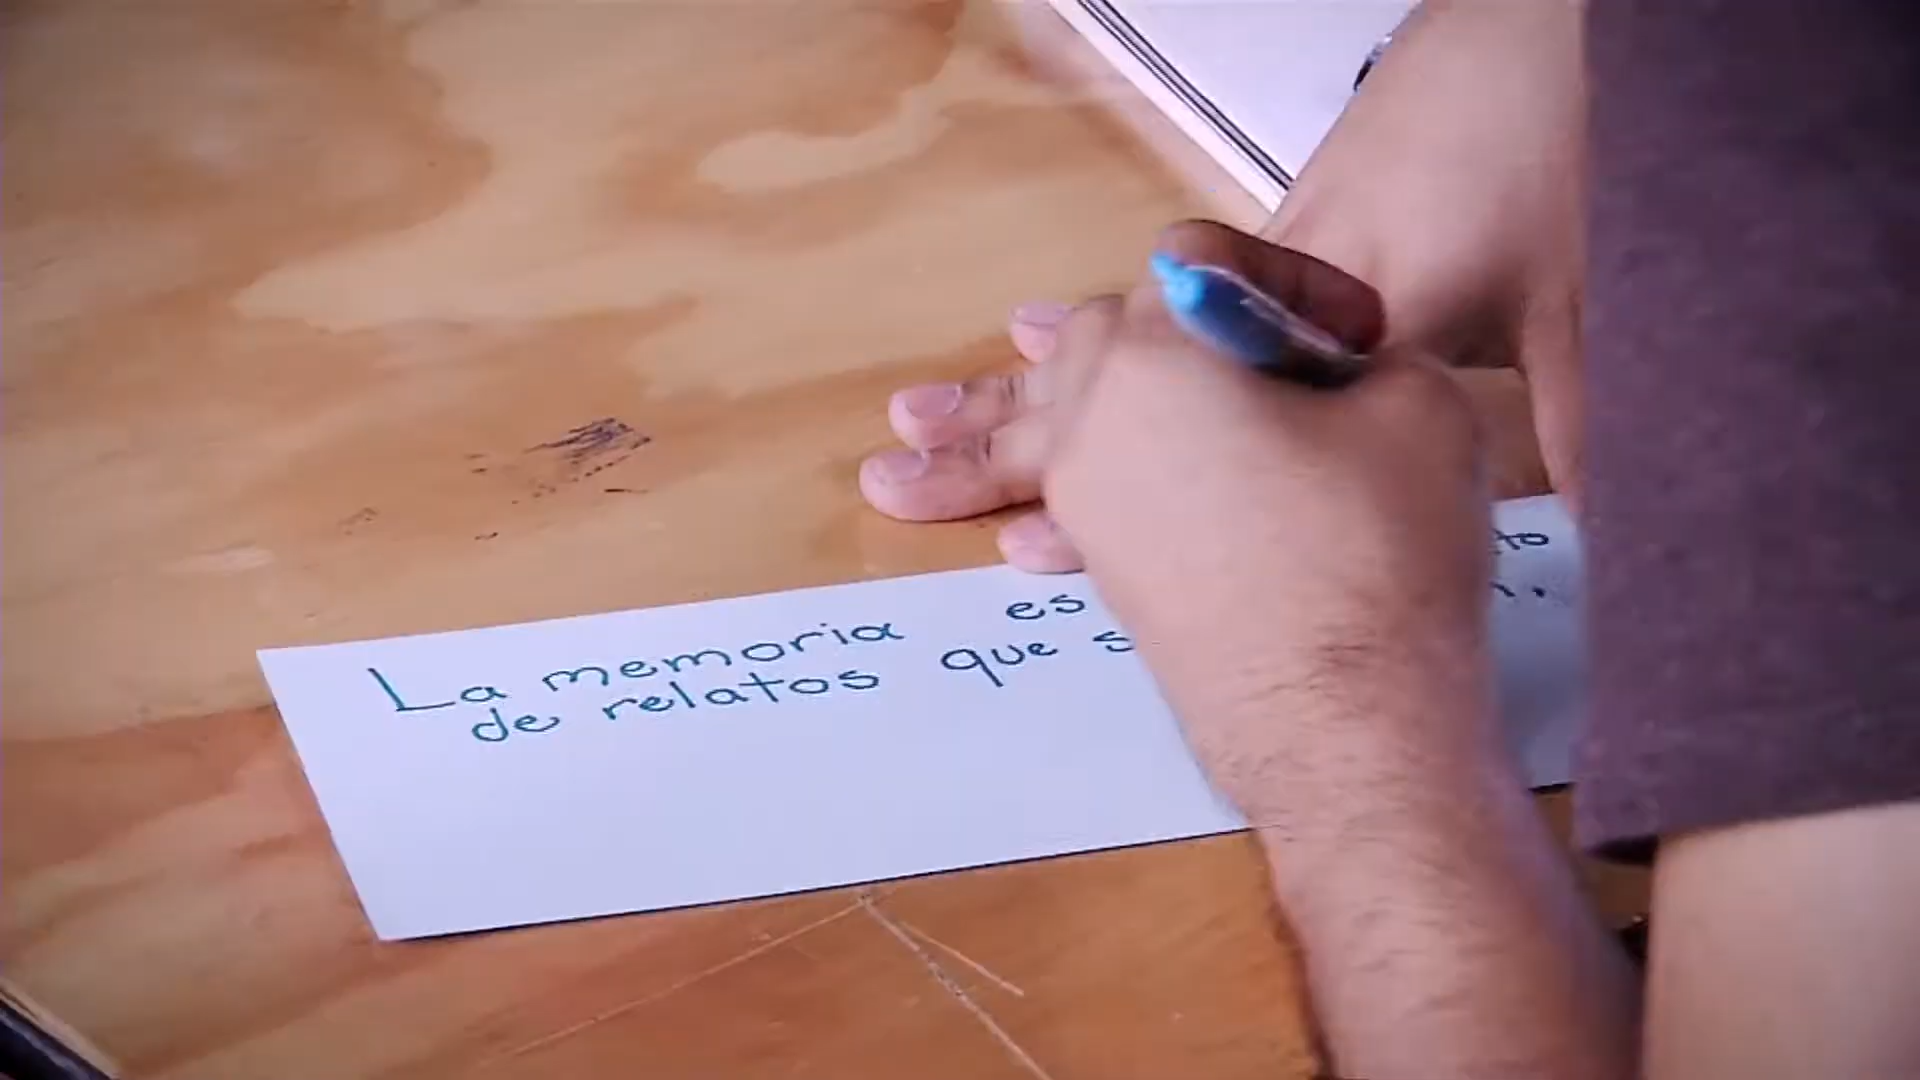 La memoria es
de relatos que